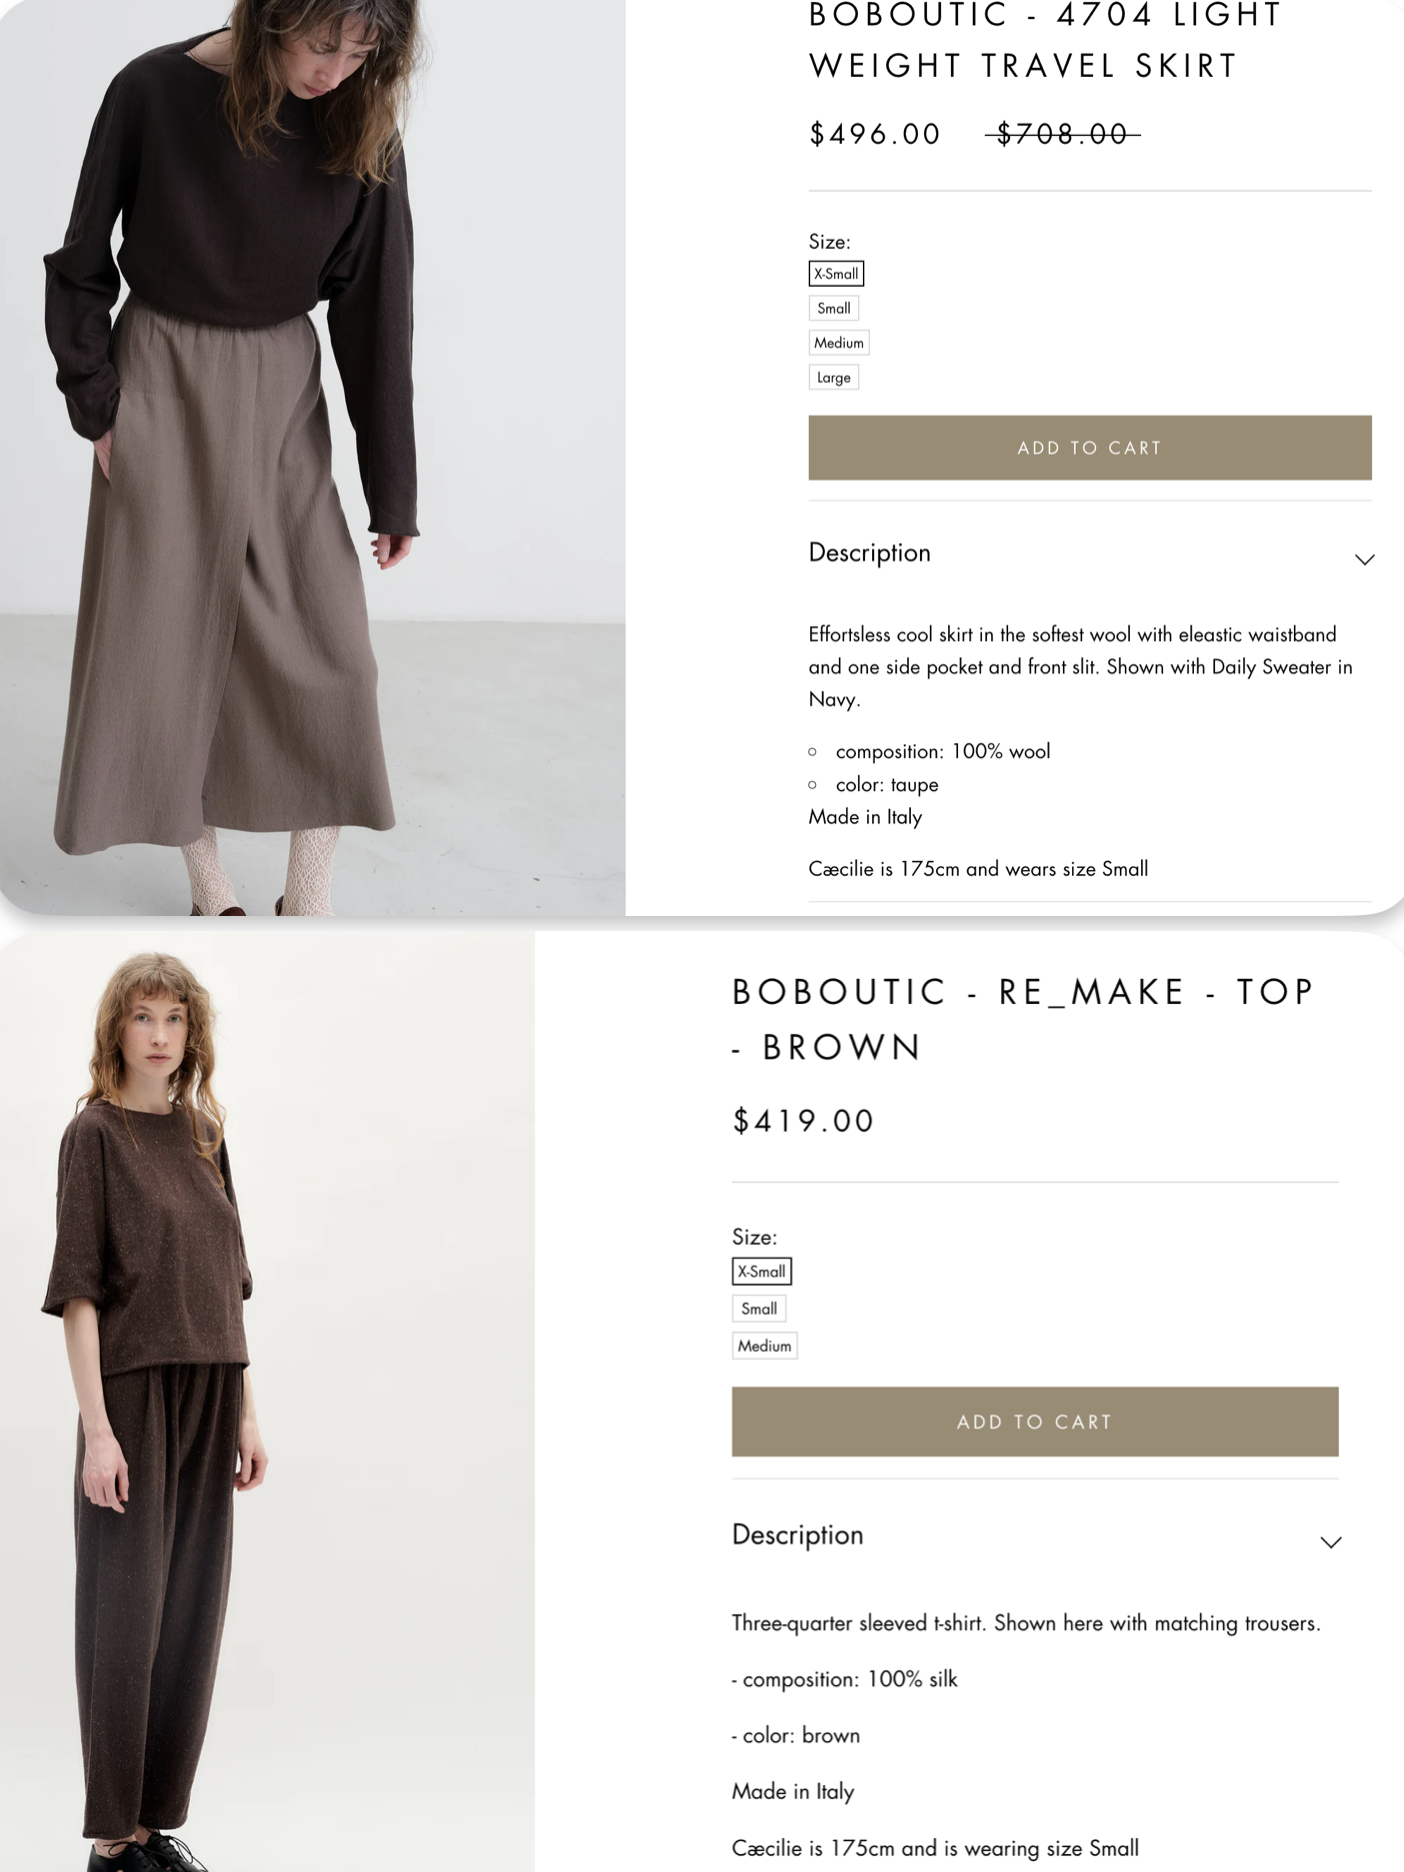 BOBOUTIC - 4704 LIGHT
WEIGHT TRAVEL SKIRT
$496.00 $708.00
Size:
X-Small
Small
Medium
Large
ADD TO CART
Description
Effortsless cool skirt in the softest wool with eleastic waistband
and one side pocket and front slit. Shown with Daily Sweater in
Navy.
○ composition: 100% wool
○ color: taupe
Made in Italy
Cæcilie is 175cm and wears size Small
BOBOUTIC - RE_MAKE - TOP
- BROWN
$419.00
Size:
X-Small
Small
Medium
ADD TO CART
Description
Three-quarter sleeved t-shirt. Shown here with matching trousers.
- composition: 100% silk
- color: brown
Made in Italy
Cæcilie is 175cm and is wearing size Small